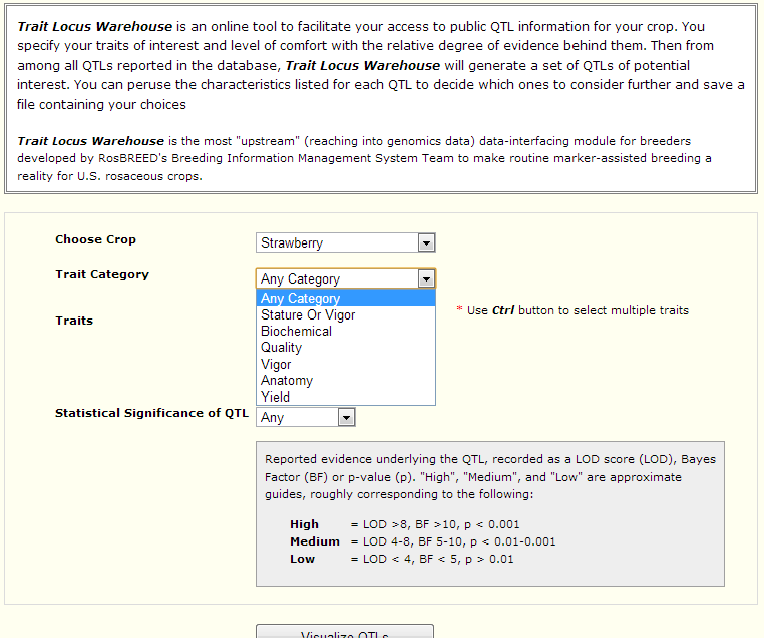 Trait Locus Warehouse is an online tool to facilitate your access to public QTL information for your crop. You
specify your traits of interest and level of comfort with the relative degree of evidence behind them. Then from
among all QTLs reported in the database, Trait Locus Warehouse will generate a set of QTLs of potential
interest. You can peruse the characteristics listed for each QTL to decide which ones to consider further and save a
file containing your choices
Trait Locus Warehouse is the most "upstream" (reaching into genomics data) data-interfacing module for breeders
developed by RosBREED's Breeding Information Management System Team to make routine marker-assisted breeding a
reality for U.S. rosaceous crops.
Choose Crop
Strawberry
Trait Category
Any Category
Any Category
Stature Or Vigor
Biochemical
Quality
Vigor
Anatomy
Yield
Traits
* Use Ctrl button to select multiple traits
Statistical Significance of QTL
Any
Reported evidence underlying the QTL, recorded as a LOD score (LOD), Bayes
Factor (BF) or p-value (p). "High", "Medium", and "Low" are approximate
guides, roughly corresponding to the following:
High = LOD >8, BF >10, p < 0.001
Medium = LOD 4-8, BF 5-10, p < 0.01-0.001
Low = LOD < 4, BF < 5, p > 0.01
Visualize QTLs